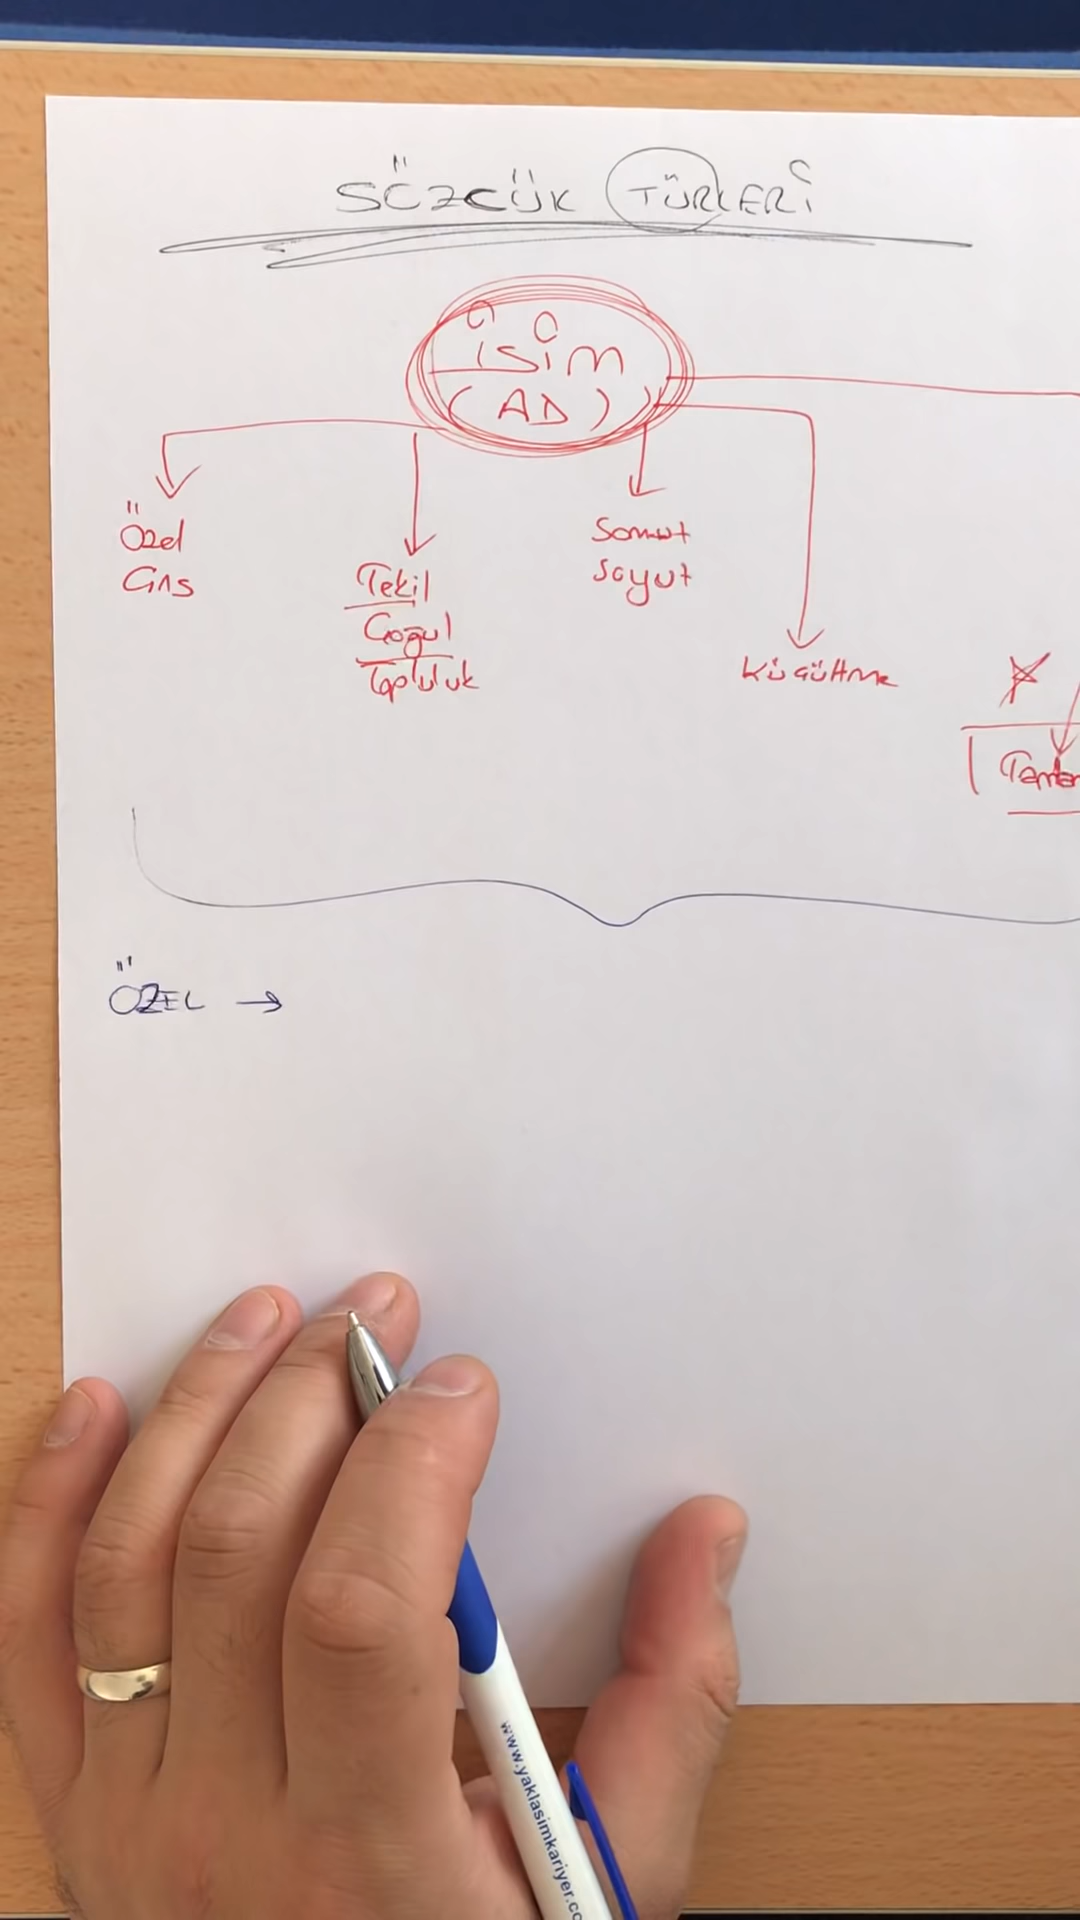 SÖZCÜK TÜRLERİ
İSİM
(AD)
Özel
Cins
Tekil
Çoğul
Topluluk
Somut
Soyut
Küçültme
ÖZEL →
www.yaklasimkariyer.co